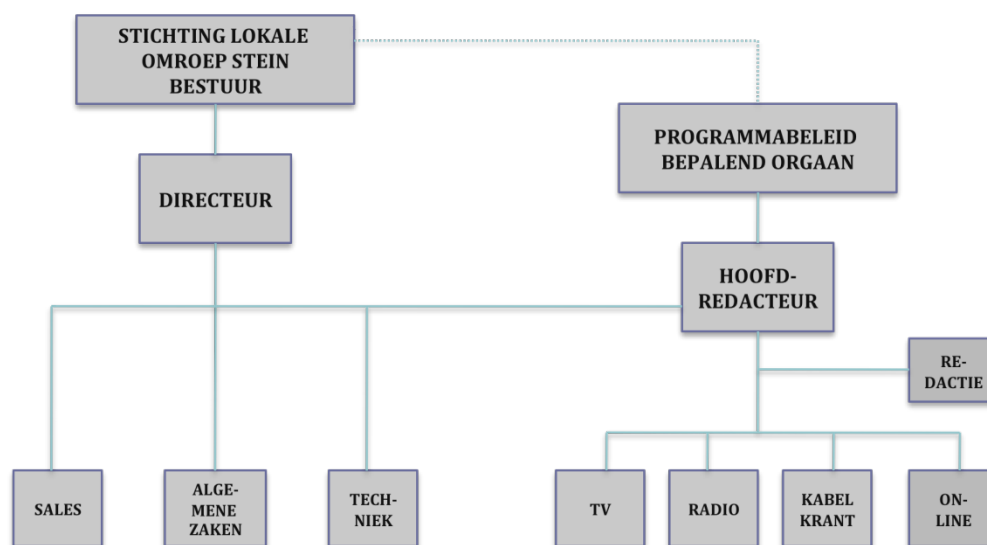 STICHTING LOKALE
OMROEP STEIN
BESTUUR
PROGRAMMABELEID
BEPALEND ORGAAN
DIRECTEUR
HOOFD-
REDACTEUR
RE-
DACTIE
SALES
ALGE-
MENE
ZAKEN
TECH-
NIEK
TV
RADIO
KABEL
KRANT
ON-
LINE